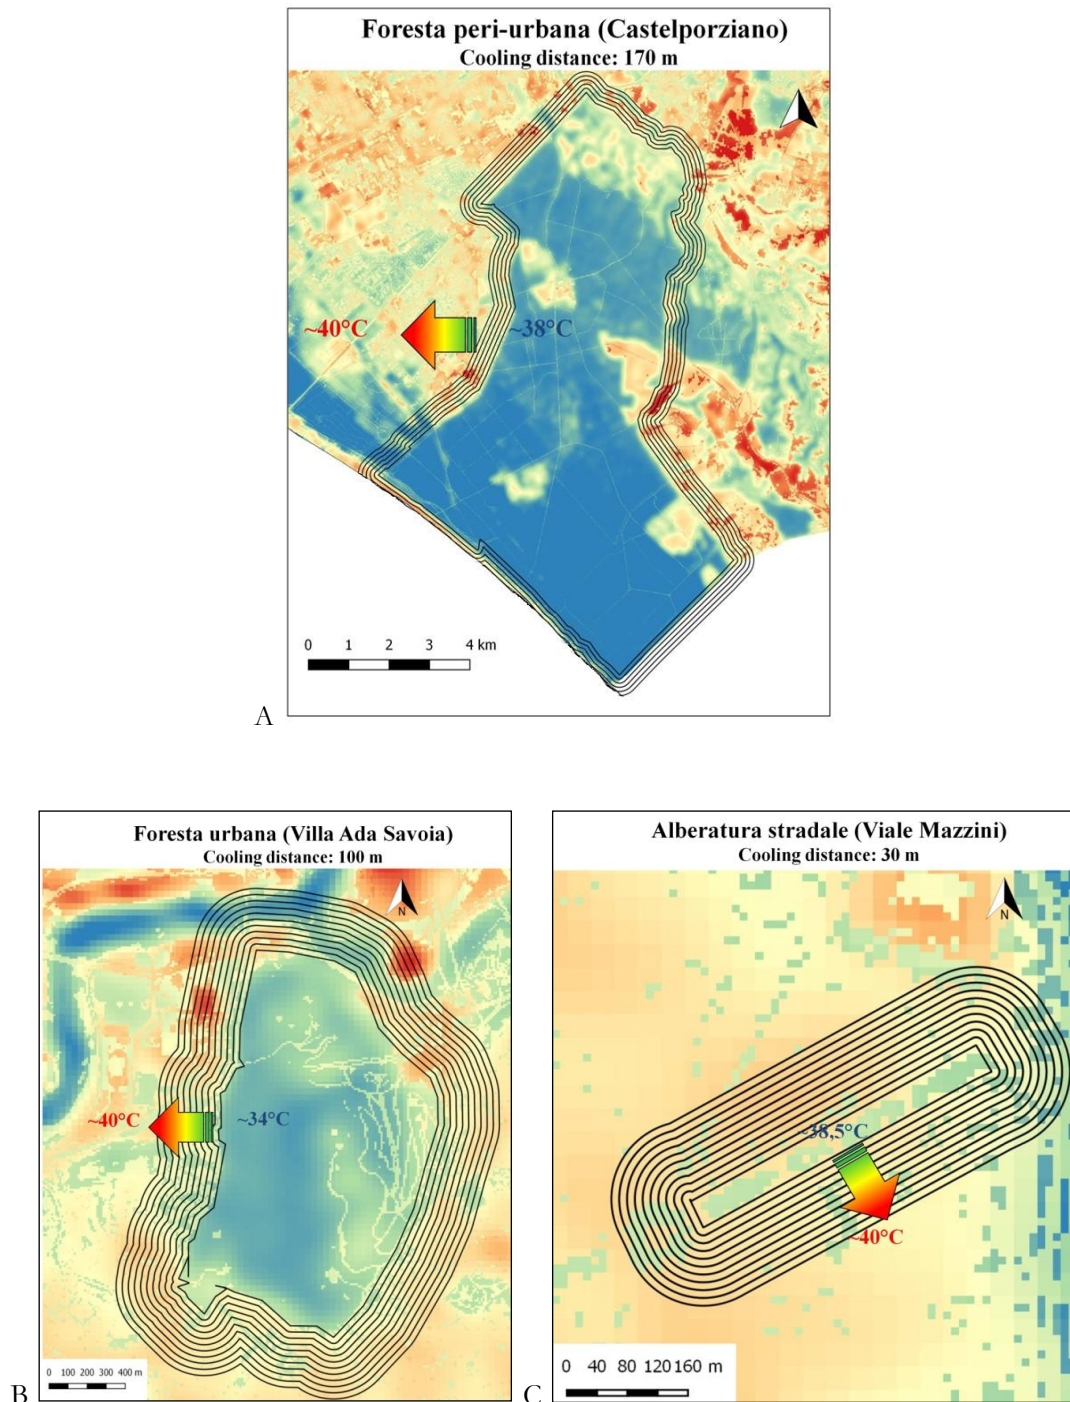 Foresta peri-urbana (Castelporziano)
Cooling distance: 170 m
~40°C
~38°C
0 1 2 3 4 km
A
Foresta urbana (Villa Ada Savoia)
Cooling distance: 100 m
N
~40°C
~34°C
0 100 200 300 400 m
B
Alberatura stradale (Viale Mazzini)
Cooling distance: 30 m
N
~38,5°C
~40°C
0 40 80 120 160 m
C